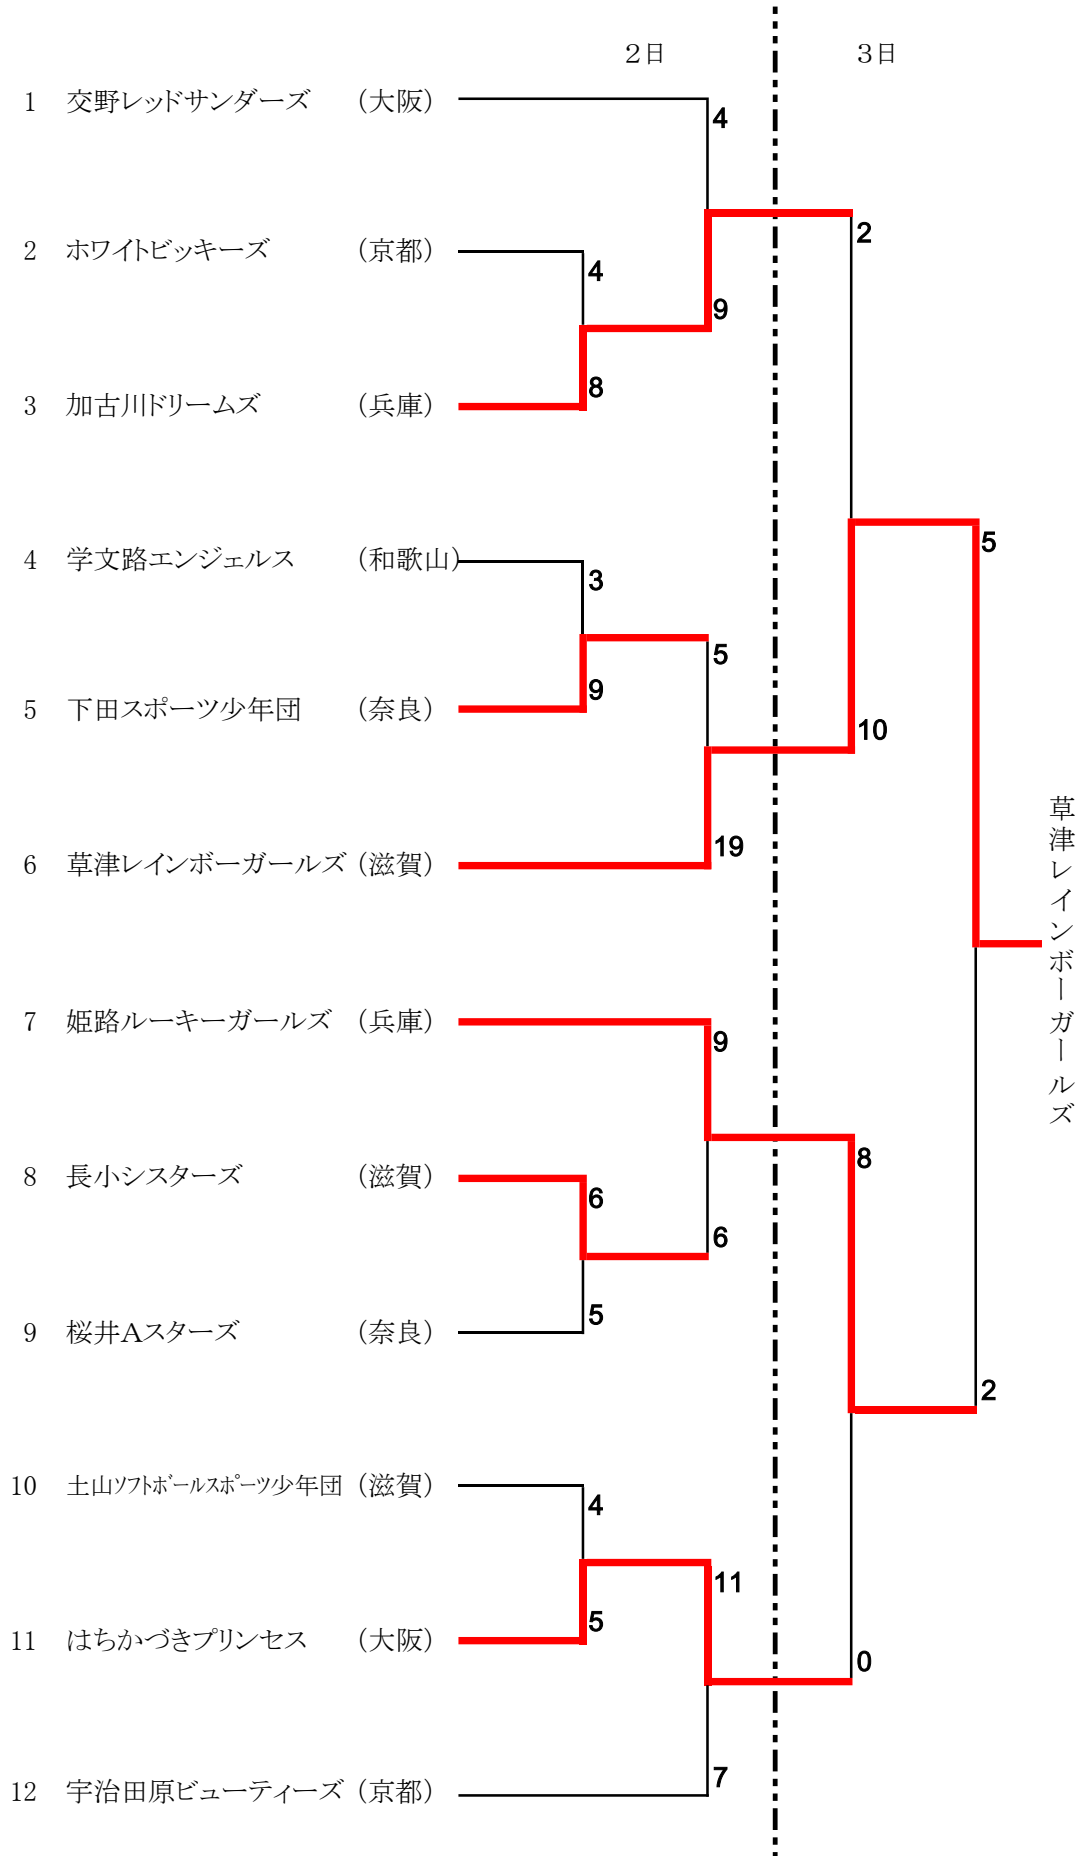 ２日
３日
1 交野レッドサンダーズ （大阪）
4
2
2 ホワイトビッキーズ （京都）
4
9
3 加古川ドリームズ （兵庫）
8
4 学文路エンジェルス （和歌山）
3
5
5
5 下田スポーツ少年団 （奈良）
9
10
6 草津レインボーガールズ （滋賀）
19
草津レインボーガールズ
7 姫路ルーキーガールズ （兵庫）
9
8
8 長小シスターズ （滋賀）
6
6
9 桜井Aスターズ （奈良）
5
2
10 土山ｿﾌﾄﾎﾞｰﾙｽﾎﾟｰﾂ少年団 （滋賀）
4
11
11 はちかづきプリンセス （大阪）
5
0
12 宇治田原ビューティーズ （京都）
7